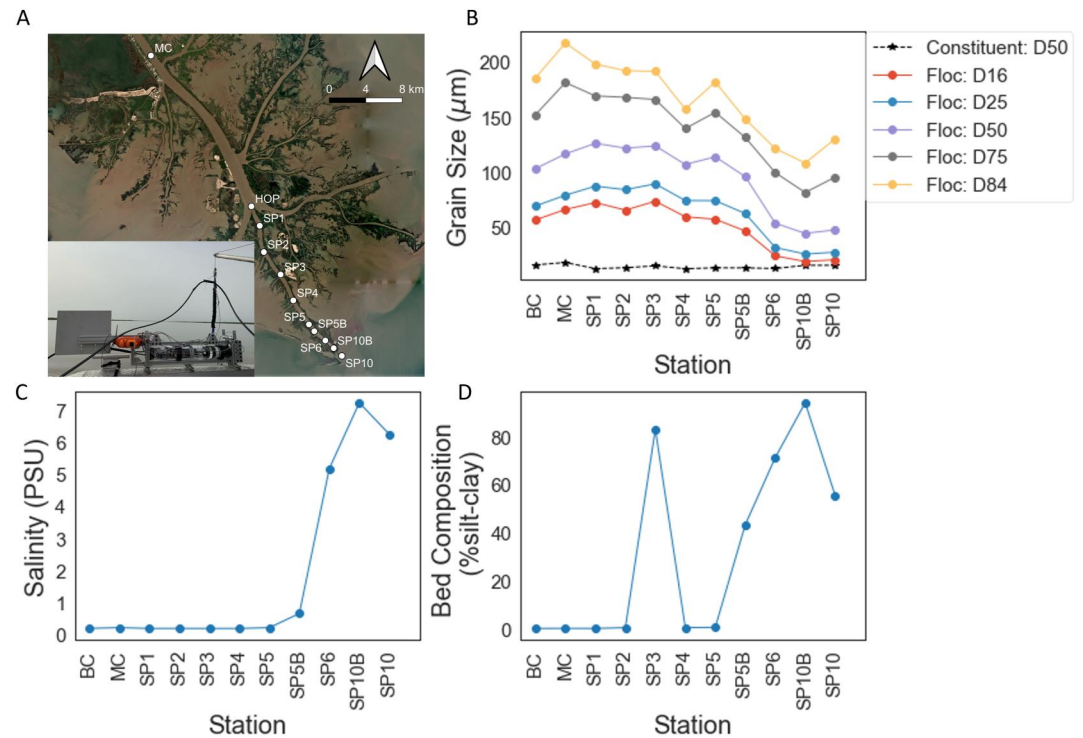 A
MC
0 4 8 km
HOP
SP1
SP2
SP3
SP4
SP5
SP5B
SP6
SP10B
SP10
B
Grain Size (μm)
200
150
100
50
BC MC SP1 SP2 SP3 SP4 SP5 SP5B SP6 SP10B SP10
Station
Constituent: D50
Floc: D16
Floc: D25
Floc: D50
Floc: D75
Floc: D84
C
Salinity (PSU)
7
6
5
4
3
2
1
0
BC MC SP1 SP2 SP3 SP4 SP5 SP5B SP6 SP10B SP10
Station
D
Bed Composition
(%silt-clay)
80
60
40
20
0
BC MC SP1 SP2 SP3 SP4 SP5 SP5B SP6 SP10B SP10
Station